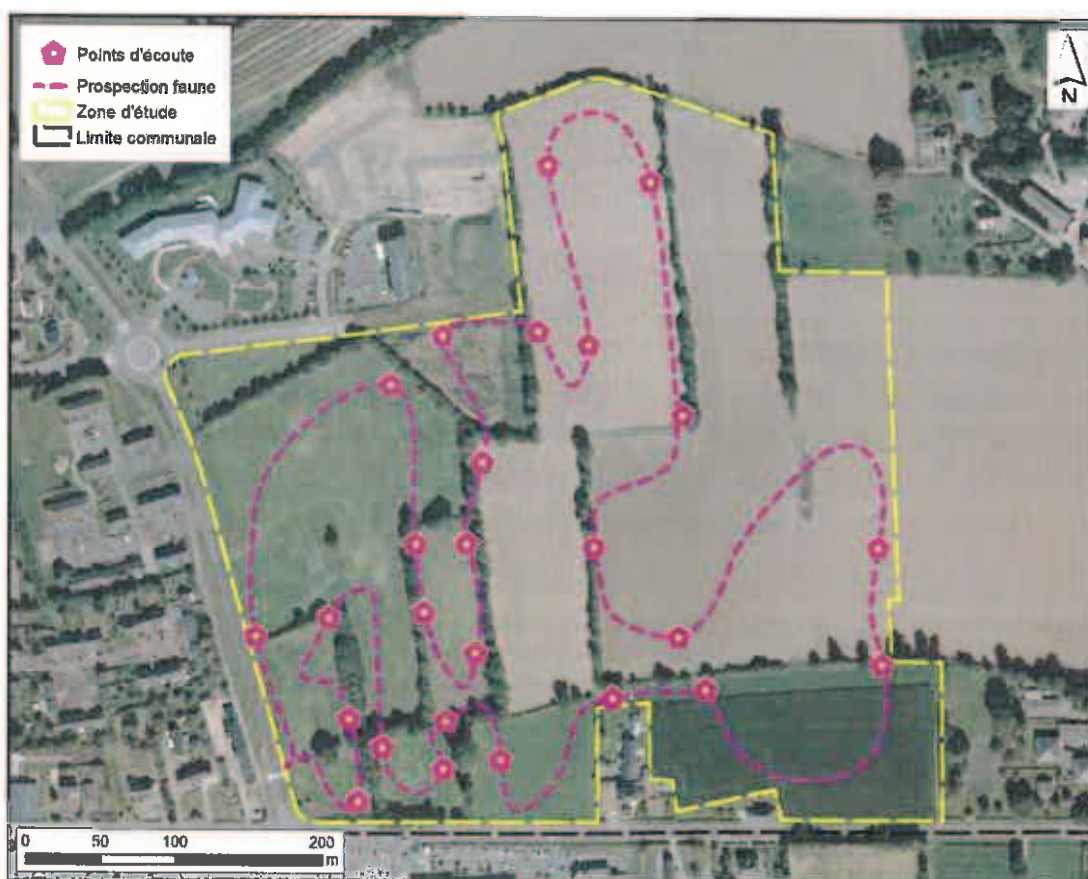 Points d'écoute
Prospection faune
Zone d'étude
Limite communale
N
0 50 100 200
m